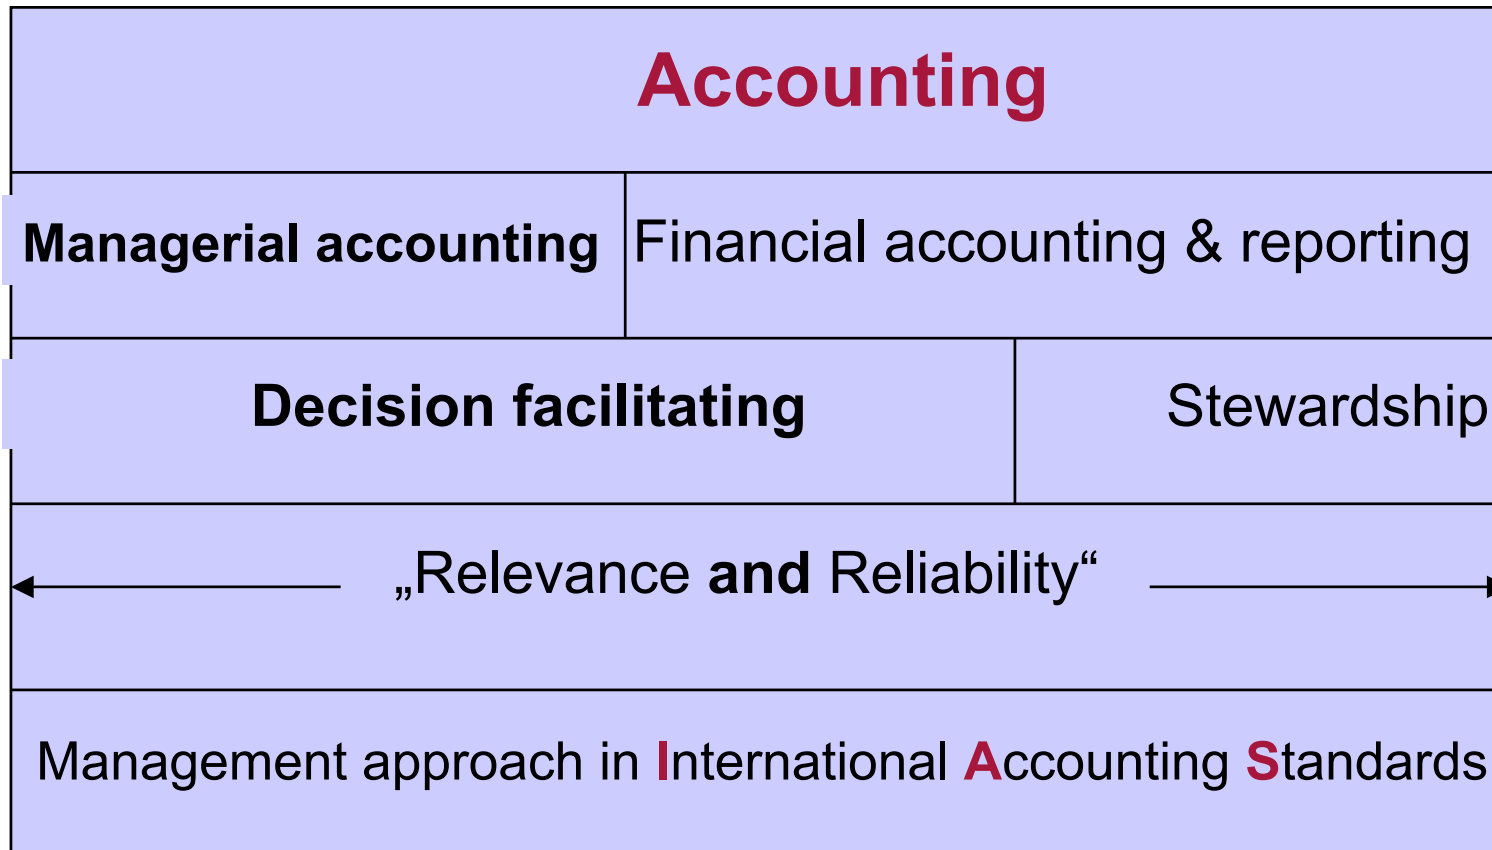 Accounting
Managerial accounting
Financial accounting & reporting
Decision facilitating
Stewardship
„Relevance and Reliability“
Management approach in International Accounting Standards